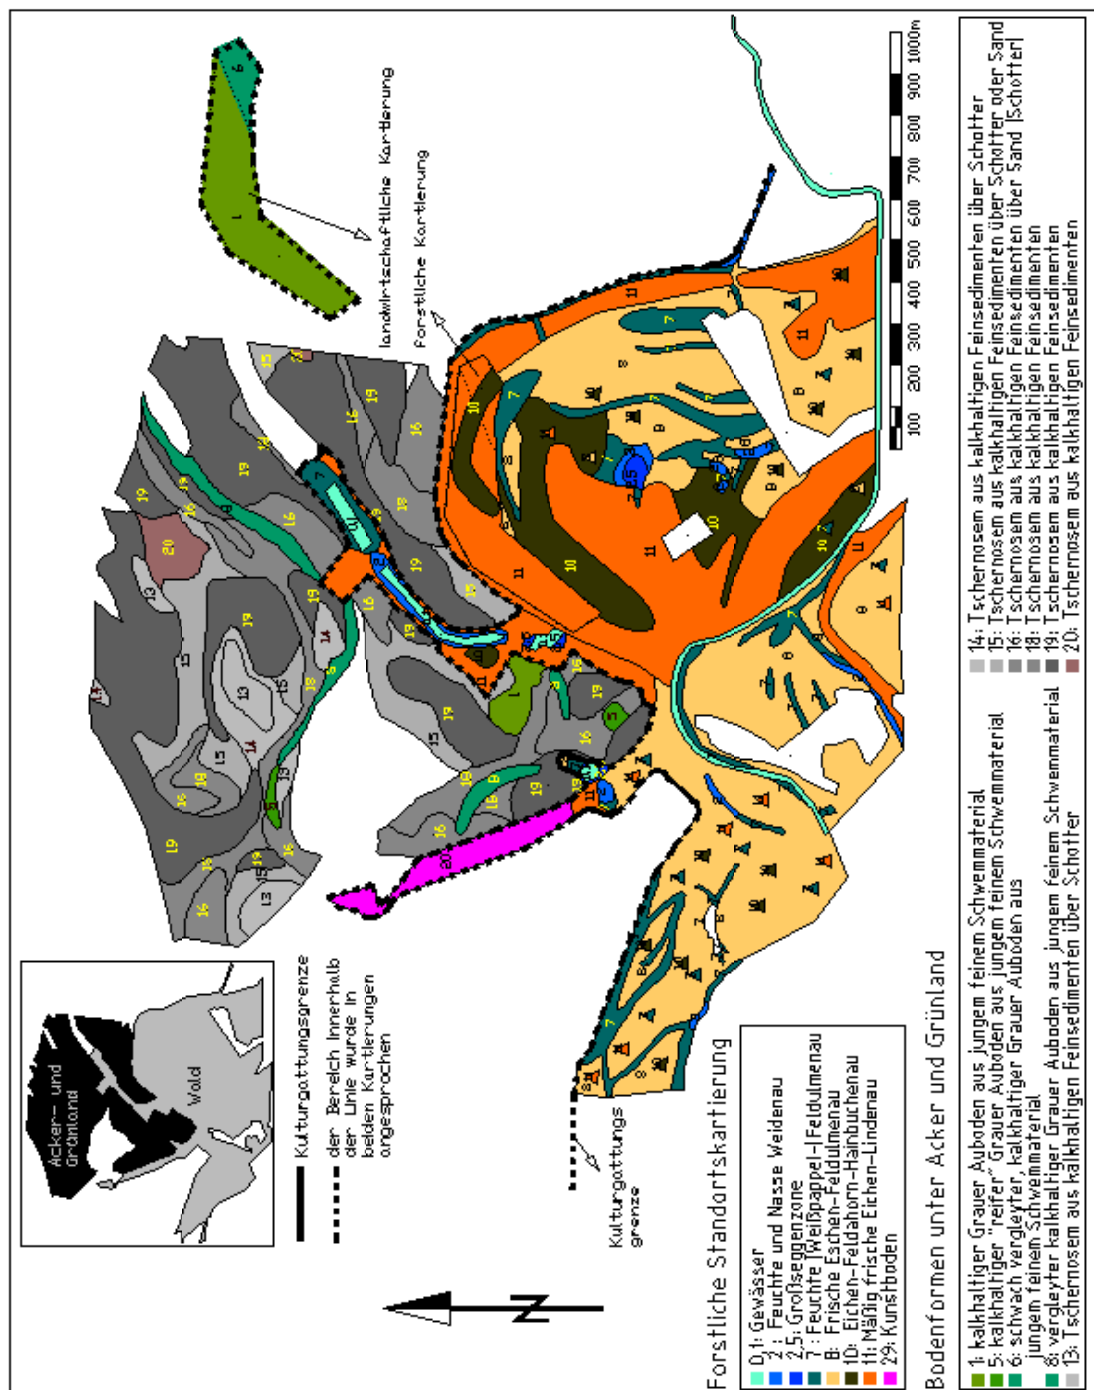 Acker- und
Grünland
Wald
Kulturgattungsgrenze
der Bereich innerhalb
der Linie wurde in
beiden Kartierungen
angesprochen
landwirtschaftliche Kartierung
Forstliche Kartierung
Kulturgattungs
grenze
N
100 200 300 400 500 600 700 800 900 1000m
Forstliche Standortskartierung
0,1: Gewässer
2 : Feuchte und Nasse Weidenau
2,5: Großseggenzone
7 : Feuchte [Weißpappel-]Feldulmenau
8: Frische Eschen-Feldulmenau
10: Eichen-Feldahorn-Hainbuchenau
11: Mäßig frische Eichen-Lindenau
29: Kunstboden
Bodenformen unter Acker und Grünland
1: kalkhaltiger Grauer Auboden aus jungem feinem Schwemmaterial
5: kalkhaltiger "reifer" Grauer Auboden aus jungem feinem Schwemmaterial
6: schwach vergleyter, kalkhaltiger Grauer Auboden aus
jungem feinem Schwemmaterial
8: vergleyter kalkhaltiger Grauer Auboden aus jungem feinem Schwemmaterial
13: Tschernosem aus kalkhaltigen Feinsedimenten über Schotter
14: Tschernosem aus kalkhaltigen Feinsedimenten über Schotter
15: Tschernosem aus kalkhaltigen Feinsedimenten über Schotter oder Sand
16: Tschernosem aus kalkhaltigen Feinsedimenten über Sand [Schotter]
18: Tschernosem aus kalkhaltigen Feinsedimenten
19: Tschernosem aus kalkhaltigen Feinsedimenten
20: Tschernosem aus kalkhaltigen Feinsedimenten